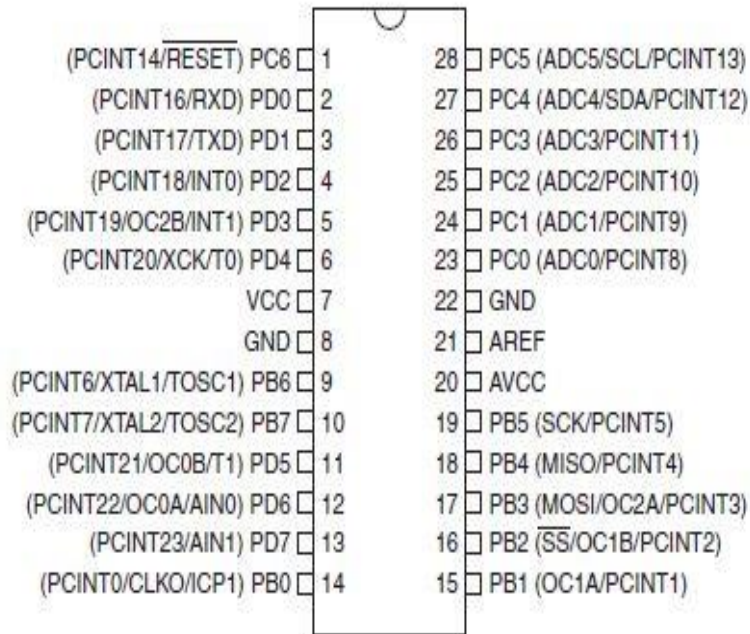 (PCINT14/RESET) PC6 1 28 PC5 (ADC5/SCL/PCINT13)
(PCINT16/RXD) PD0 2 27 PC4 (ADC4/SDA/PCINT12)
(PCINT17/TXD) PD1 3 26 PC3 (ADC3/PCINT11)
(PCINT18/INT0) PD2 4 25 PC2 (ADC2/PCINT10)
(PCINT19/OC2B/INT1) PD3 5 24 PC1 (ADC1/PCINT9)
(PCINT20/XCK/T0) PD4 6 23 PC0 (ADC0/PCINT8)
VCC 7 22 GND
GND 8 21 AREF
(PCINT6/XTAL1/TOSC1) PB6 9 20 AVCC
(PCINT7/XTAL2/TOSC2) PB7 10 19 PB5 (SCK/PCINT5)
(PCINT21/OC0B/T1) PD5 11 18 PB4 (MISO/PCINT4)
(PCINT22/OC0A/AIN0) PD6 12 17 PB3 (MOSI/OC2A/PCINT3)
(PCINT23/AIN1) PD7 13 16 PB2 (SS/OC1B/PCINT2)
(PCINT0/CLKO/ICP1) PB0 14 15 PB1 (OC1A/PCINT1)